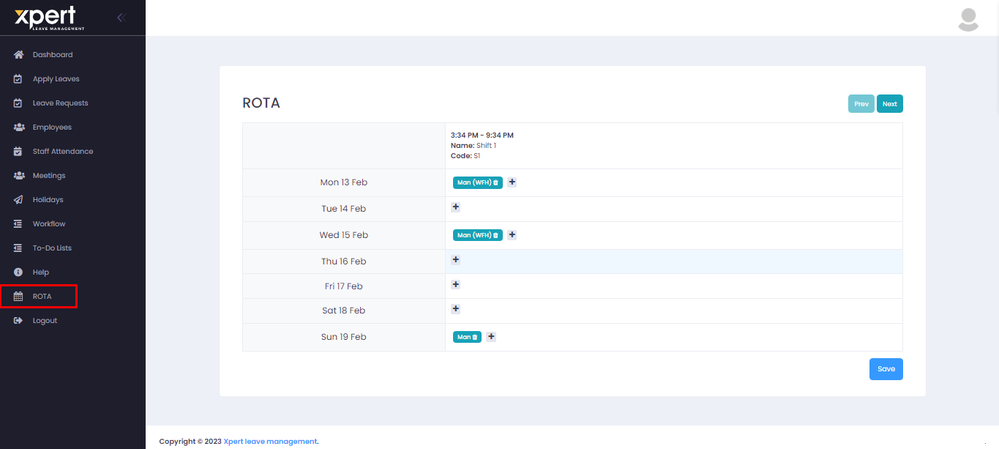 xpert
LEAVE MANAGEMENT
Dashboard
Apply Leaves
Leave Requests
Employees
Staff Attendance
Meetings
Holidays
Workflow
To-Do Lists
Help
ROTA
Logout
ROTA
Prev Next
3:34 PM - 9:34 PM
Name: Shift 1
Code: S1
Mon 13 Feb Man (WFH) +
Tue 14 Feb +
Wed 15 Feb Man (WFH) +
Thu 16 Feb +
Fri 17 Feb +
Sat 18 Feb +
Sun 19 Feb Man +
Save
Copyright © 2023 Xpert leave management.
.